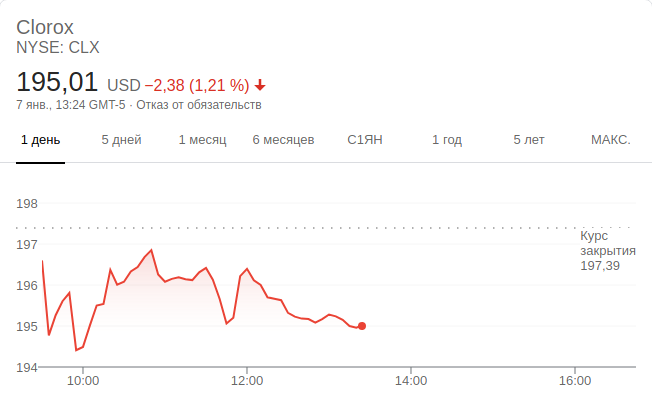 Clorox
NYSE: CLX
195,01 USD −2,38 (1,21 %)
7 янв., 13:24 GMT-5 · Отказ от обязательств
1 день 5 дней 1 месяц 6 месяцев С1ЯН 1 год 5 лет МАКС.
198
197
196
195
194
Курс
закрытия
197,39
10:00 12:00 14:00 16:00